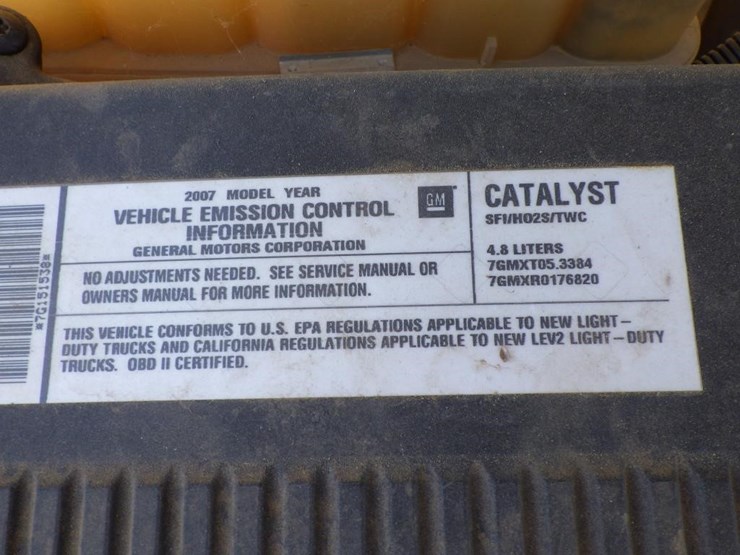 *7G151538*
2007 MODEL YEAR
VEHICLE EMISSION CONTROL
INFORMATION
GENERAL MOTORS CORPORATION
GM
NO ADJUSTMENTS NEEDED. SEE SERVICE MANUAL OR
OWNERS MANUAL FOR MORE INFORMATION.
CATALYST
SFI/HO2S/TWC
4.8 LITERS
7GMXT05.3384
7GMXR0176820
THIS VEHICLE CONFORMS TO U.S. EPA REGULATIONS APPLICABLE TO NEW LIGHT-
DUTY TRUCKS AND CALIFORNIA REGULATIONS APPLICABLE TO NEW LEV2 LIGHT-DUTY
TRUCKS. OBD II CERTIFIED.